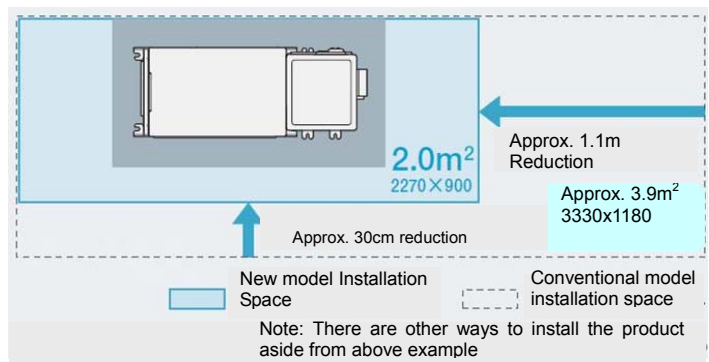 2.0m²
2270×900
Approx. 1.1m
Reduction
Approx. 3.9m²
3330x1180
Approx. 30cm reduction
New model Installation
Space
Conventional model
installation space
Note: There are other ways to install the product
aside from above example